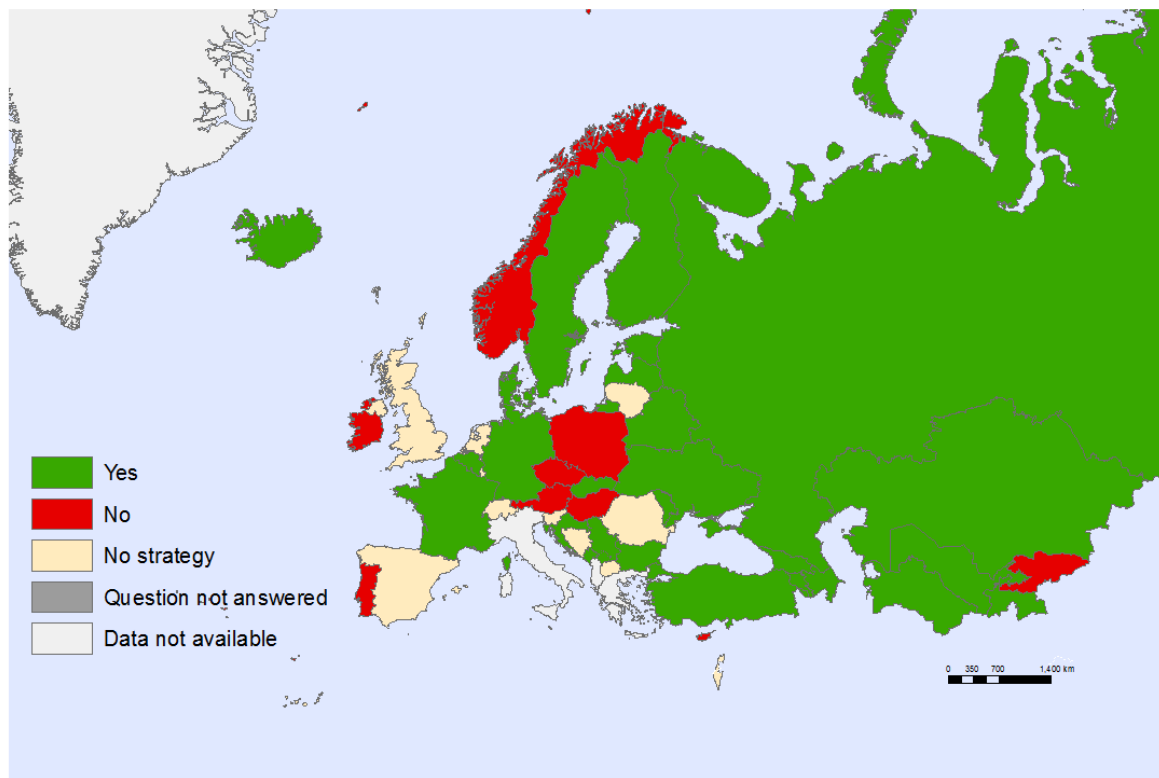 Yes
No
No strategy
Question not answered
Data not available
0 350 700 1,400 km